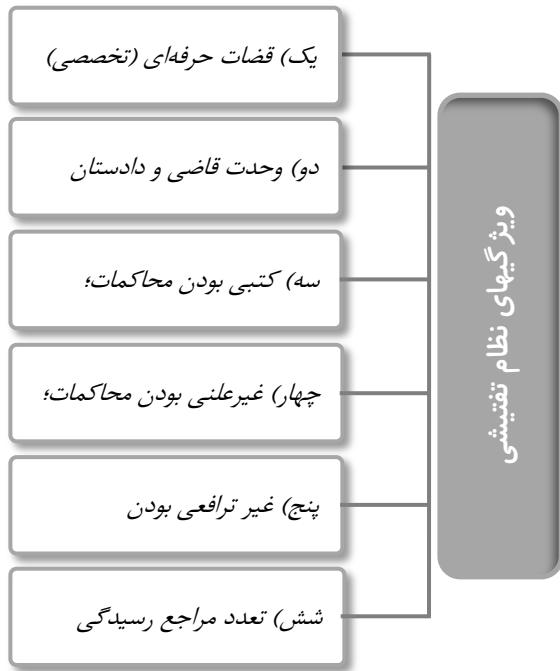 ویژگیهای نظام تفتیشی
یک) قضات حرفه‌ای (تخصصی)
دو) وحدت قاضی و دادستان
سه) کتبی بودن محاکمات؛
چهار) غیرعلنی بودن محاکمات؛
پنج) غیر ترافعی بودن
شش) تعدد مراجع رسیدگی